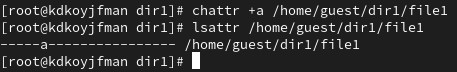 [root@kdkoyjfman dir1]# chattr +a /home/guest/dir1/file1
[root@kdkoyjfman dir1]# lsattr /home/guest/dir1/file1
-----a---------------- /home/guest/dir1/file1
[root@kdkoyjfman dir1]#